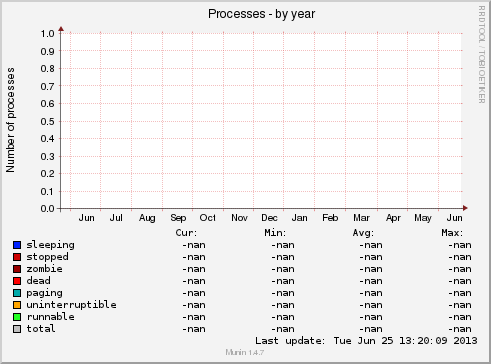 Processes - by year
RRDTOOL / TOBI OETIKER
Number of processes
1.0
0.9
0.8
0.7
0.6
0.5
0.4
0.3
0.2
0.1
0.0
Jun Jul Aug Sep Oct Nov Dec Jan Feb Mar Apr May Jun
Cur: Min: Avg: Max:
sleeping -nan -nan -nan -nan
stopped -nan -nan -nan -nan
zombie -nan -nan -nan -nan
dead -nan -nan -nan -nan
paging -nan -nan -nan -nan
uninterruptible -nan -nan -nan -nan
runnable -nan -nan -nan -nan
total -nan -nan -nan -nan
Last update: Tue Jun 25 13:20:09 2013
Munin 1.4.7